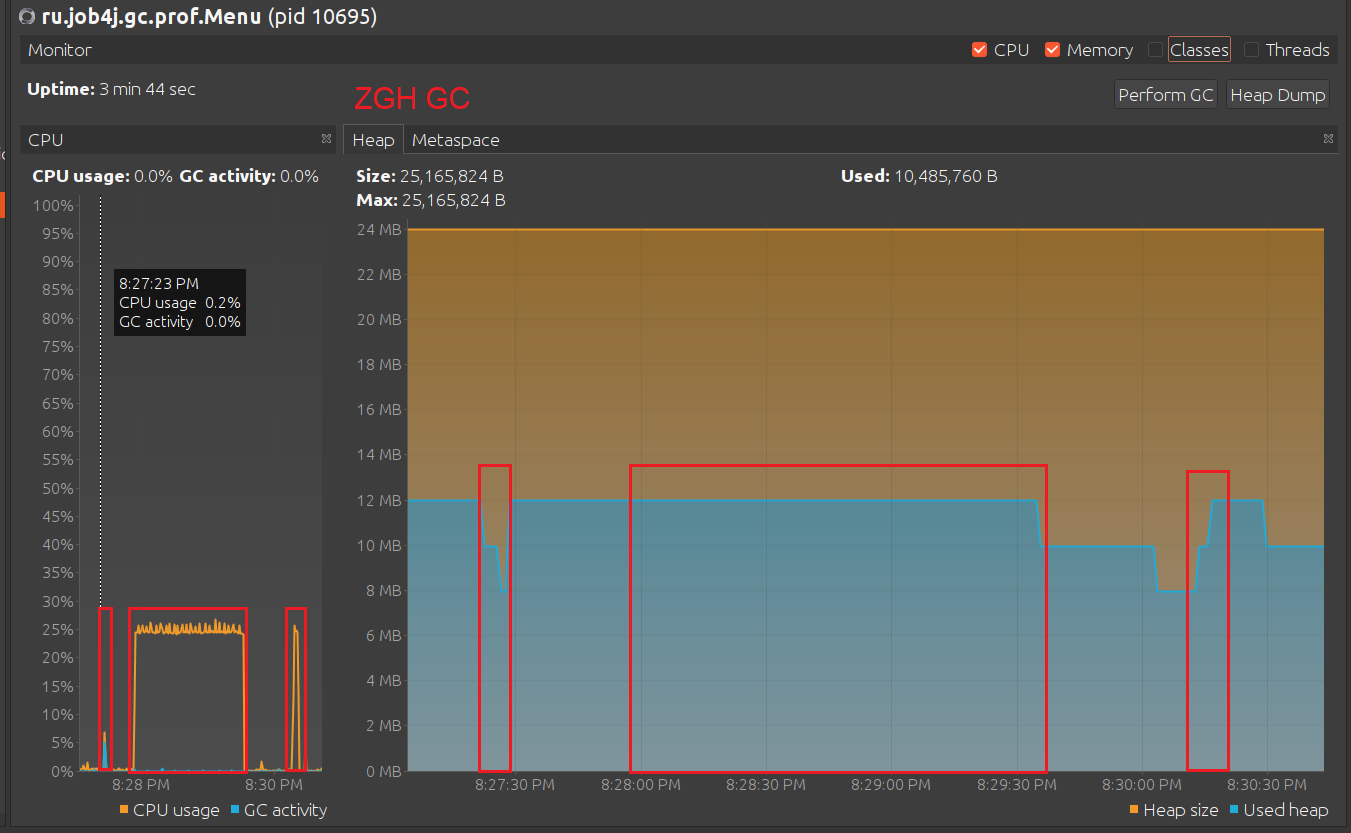 ru.job4j.gc.prof.Menu (pid 10695)
Monitor
CPU
Memory
Classes
Threads
Uptime: 3 min 44 sec
ZGH GC
Perform GC
Heap Dump
CPU
CPU usage: 0.0% GC activity: 0.0%
100%
95%
90%
85%
80%
75%
70%
65%
60%
55%
50%
45%
40%
35%
30%
25%
20%
15%
10%
5%
0%
8:27:23 PM
CPU usage 0.2%
GC activity 0.0%
8:28 PM
8:30 PM
CPU usage
GC activity
Heap
Metaspace
Size: 25,165,824 B
Used: 10,485,760 B
Max: 25,165,824 B
24 MB
22 MB
20 MB
18 MB
16 MB
14 MB
12 MB
10 MB
8 MB
6 MB
4 MB
2 MB
0 MB
8:27:30 PM
8:28:00 PM
8:28:30 PM
8:29:00 PM
8:29:30 PM
8:30:00 PM
8:30:30 PM
Heap size
Used heap